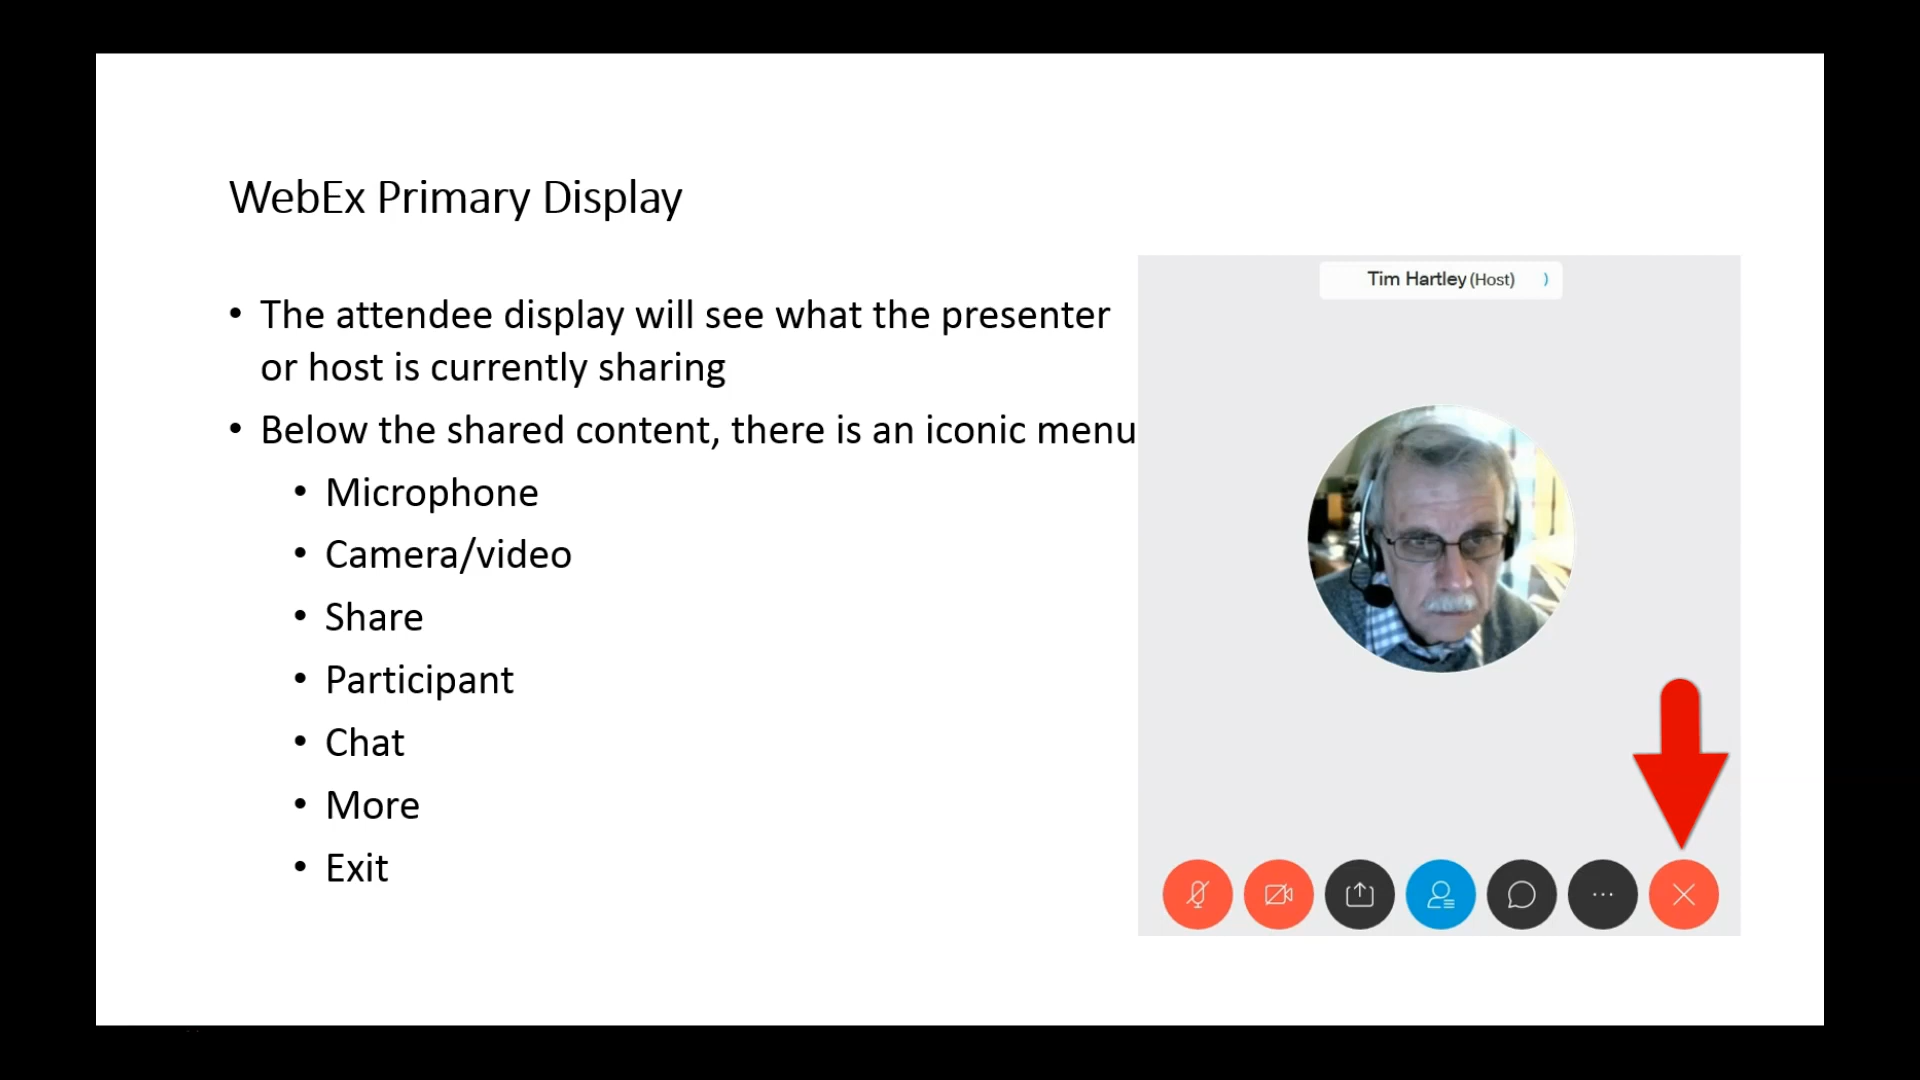 WebEx Primary Display
• The attendee display will see what the presenter
or host is currently sharing
• Below the shared content, there is an iconic menu
• Microphone
• Camera/video
• Share
• Participant
• Chat
• More
• Exit
Tim Hartley (Host)